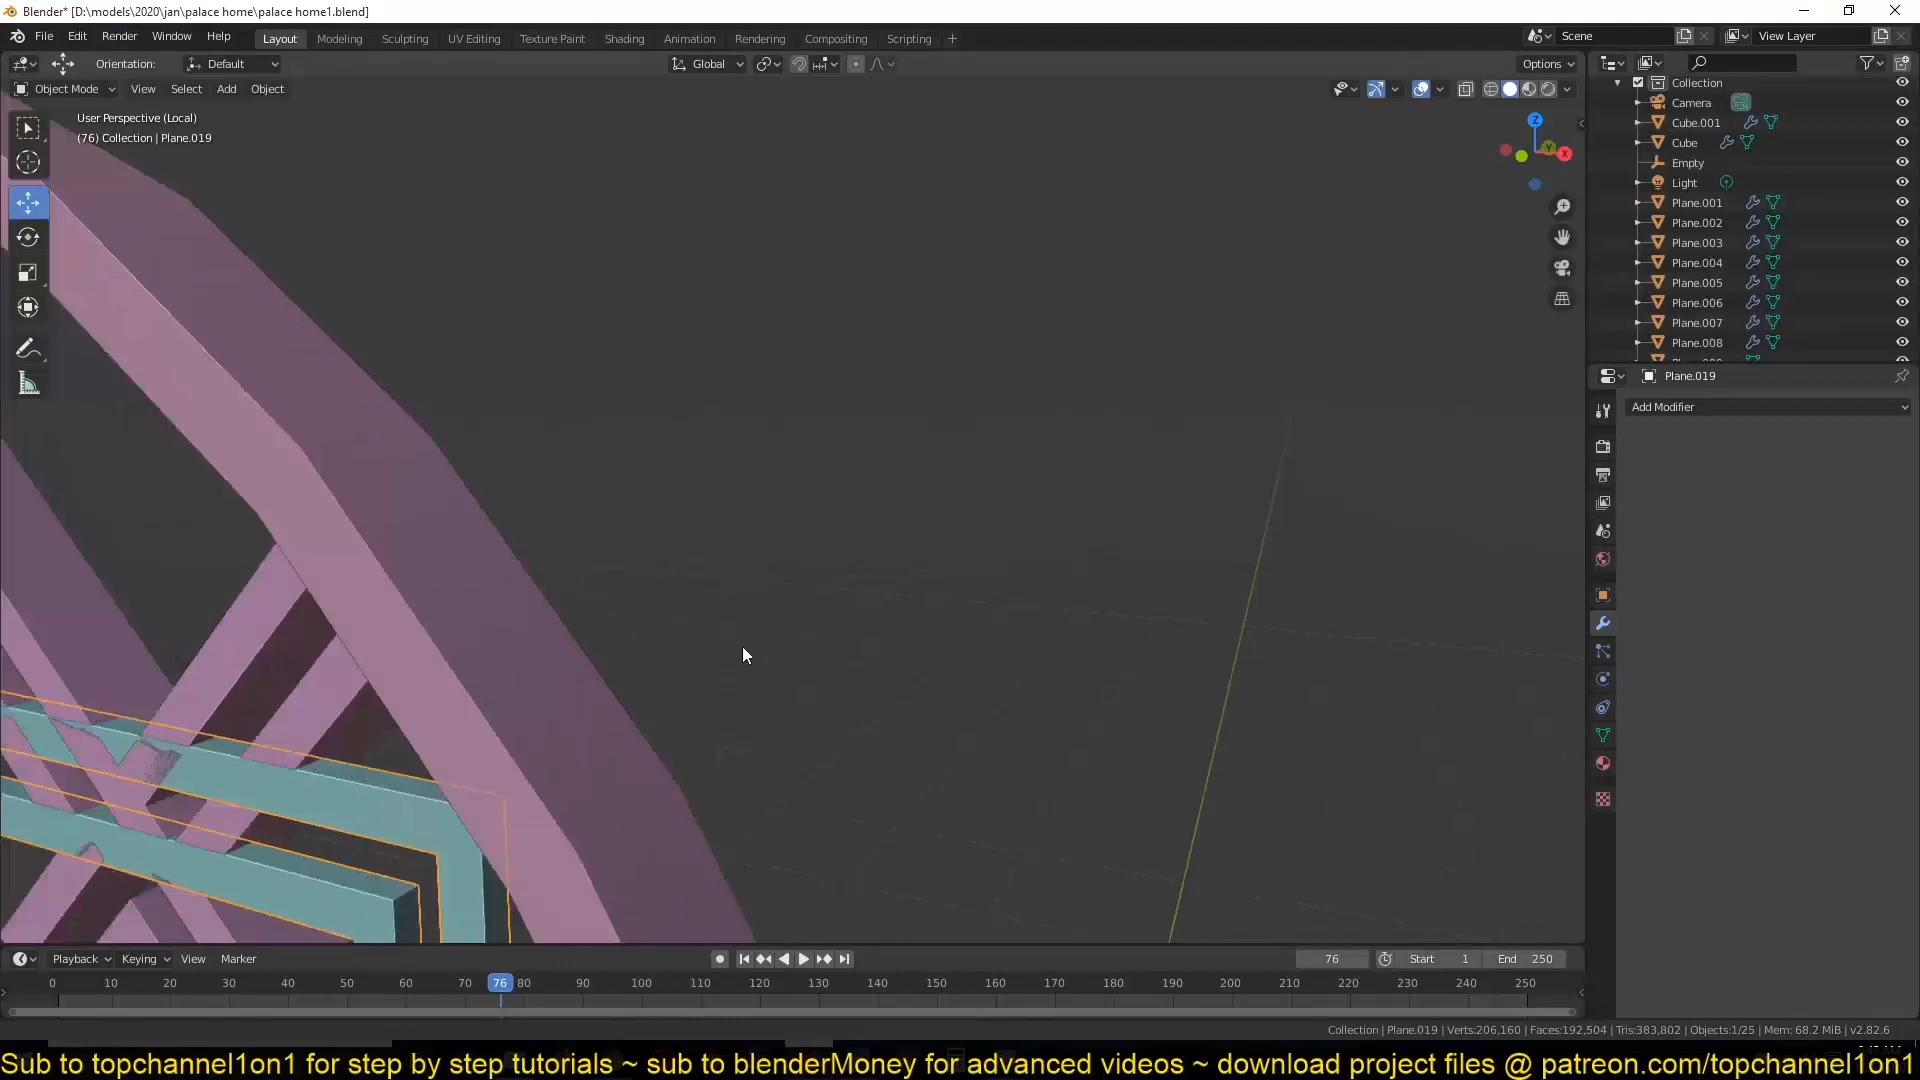 Blender* [D:\models\2020\jan\palace home\palace home1.blend]
File Edit Render Window Help Layout Modeling Sculpting UV Editing Texture Paint Shading Animation Rendering Compositing Scripting + Scene View Layer
Orientation: Default Global Options
Object Mode View Select Add Object
User Perspective (Local)
(76) Collection | Plane.019
Z
Y
X
Collection
Camera
Cube.001
Cube
Empty
Light
Plane.001
Plane.002
Plane.003
Plane.004
Plane.005
Plane.006
Plane.007
Plane.008
Plane.019
Add Modifier
Playback Keying View Marker 76 Start 1 End 250
0 10 20 30 40 50 60 70 76 80 90 100 110 120 130 140 150 160 170 180 190 200 210 220 230 240 250
Collection | Plane.019 | Verts:206,160 | Faces:192,504 | Tris:383,802 | Objects:1/25 | Mem: 68.2 MiB | v2.82.6
Sub to topchannel1on1 for step by step tutorials ~ sub to blenderMoney for advanced videos ~ download project files @ patreon.com/topchannel1on1